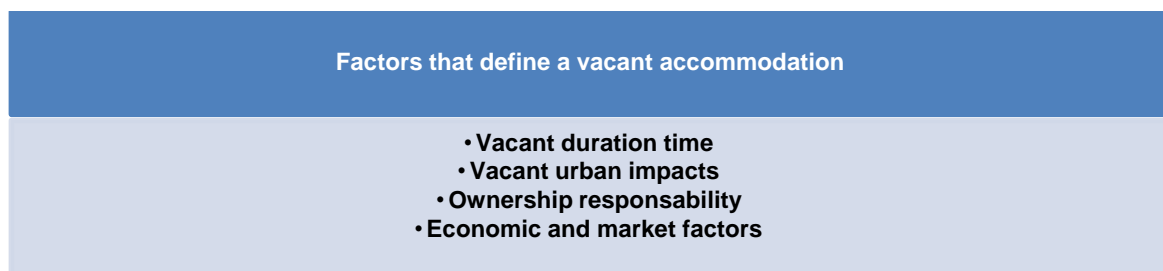 Factors that define a vacant accommodation
• Vacant duration time
• Vacant urban impacts
• Ownership responsability
• Economic and market factors